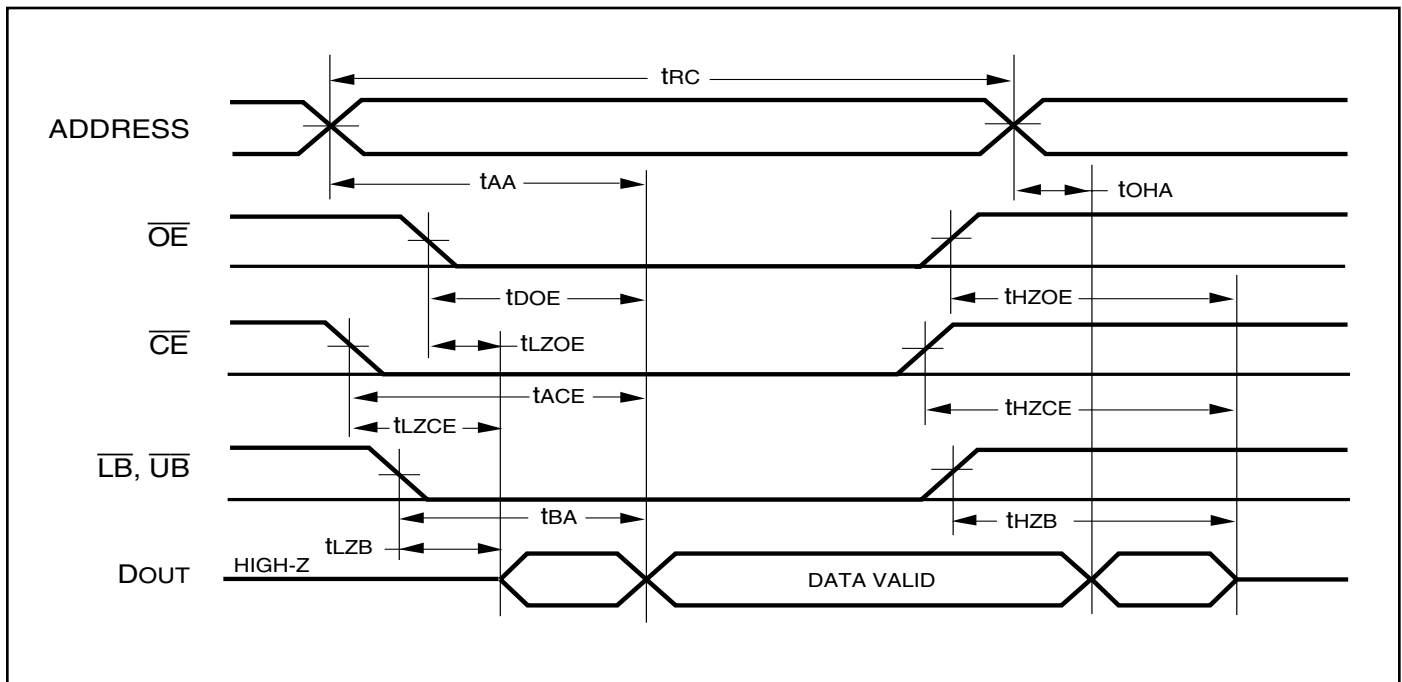 tRC
ADDRESS
tAA
tOHA
OE
tDOE
tHZOE
CE
tLZOE
tACE
tHZCE
tLZCE
LB, UB
tBA
tHZB
tLZB
DOUT
HIGH-Z
DATA VALID